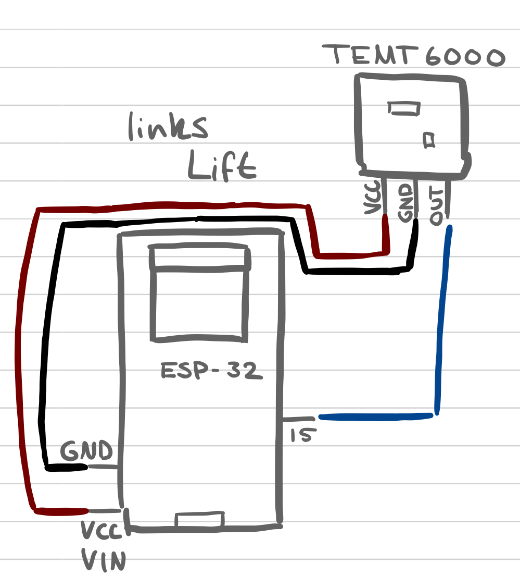 TEMT6000
links
Lift
VCC
GND
OUT
ESP-32
15
GND
VCC
VIN